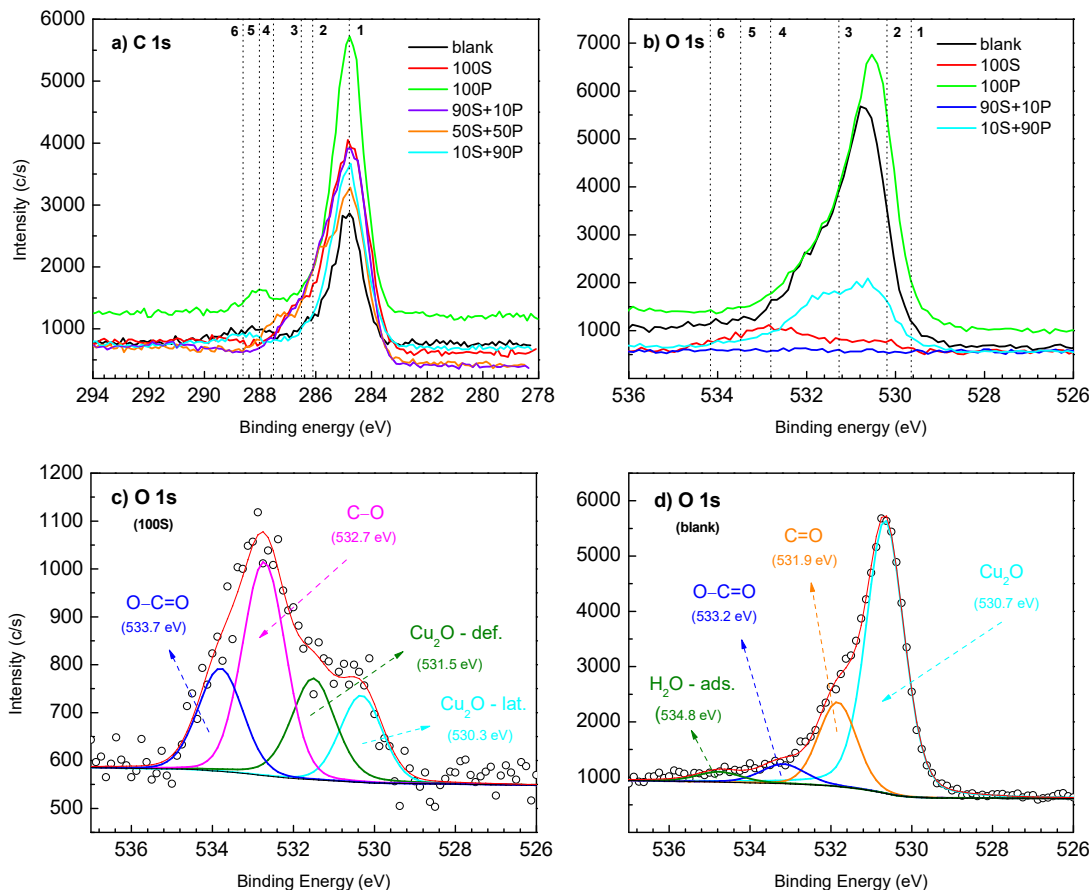 a) C 1s
6 5 4 3 2 1
blank
100S
100P
90S+10P
50S+50P
10S+90P
Intensity (c/s)
6000
5000
4000
3000
2000
1000
0
294 292 290 288 286 284 282 280 278
Binding energy (eV)
b) O 1s
6 5 4 3 2 1
blank
100S
100P
90S+10P
10S+90P
7000
6000
5000
4000
3000
2000
1000
0
536 534 532 530 528 526
Binding energy (eV)
c) O 1s
(100S)
C–O
(532.7 eV)
O–C=O
(533.7 eV)
Cu2O - def.
(531.5 eV)
Cu2O - lat.
(530.3 eV)
Intensity (c/s)
1200
1100
1000
900
800
700
600
500
536 534 532 530 528 526
Binding Energy (eV)
d) O 1s
(blank)
C=O
(531.9 eV)
O–C=O
(533.2 eV)
Cu2O
(530.7 eV)
H2O - ads.
(534.8 eV)
6000
5000
4000
3000
2000
1000
0
536 534 532 530 528 526
Binding Energy (eV)